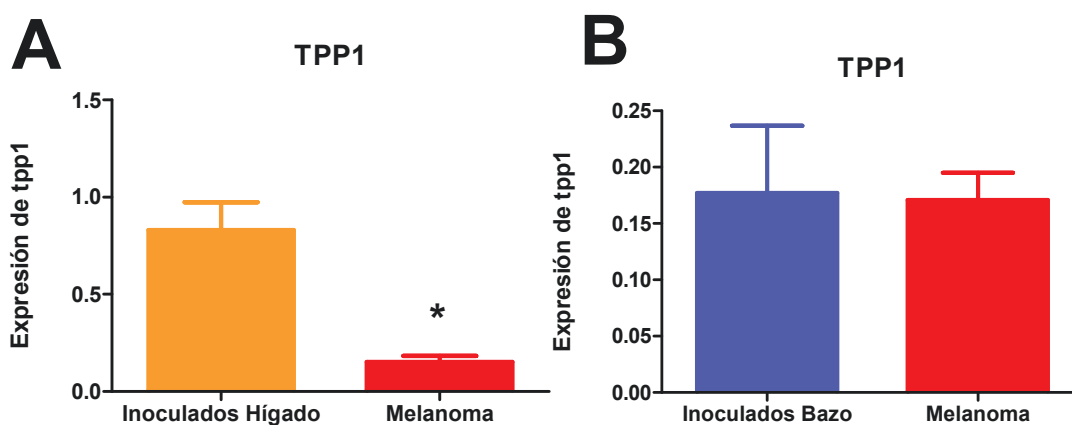 A
TPP1
Expresión de tpp1
1.5
1.0
0.5
0.0
*
Inoculados Hígado
Melanoma
B
TPP1
Expresión de tpp1
0.25
0.20
0.15
0.10
0.05
0.00
Inoculados Bazo
Melanoma